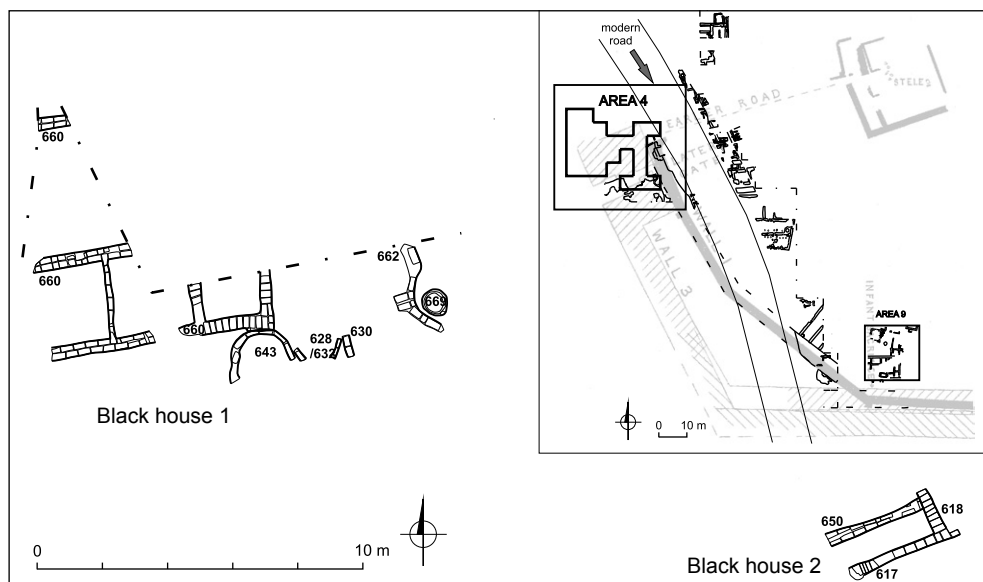 660
660
660
643
628
/632
630
662
669
Black house 1
0
10 m
modern
road
AREA 4
STELES
WALL 3
AREA 9
0 10 m
650
618
617
Black house 2